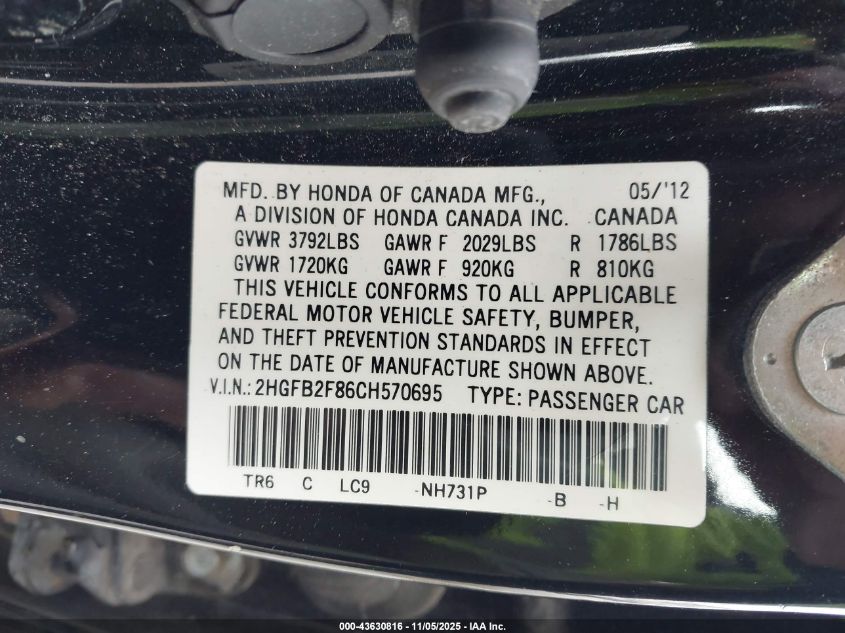 MFD. BY HONDA OF CANADA MFG., 05/'12
A DIVISION OF HONDA CANADA INC. CANADA
GVWR 3792LBS GAWR F 2029LBS R 1786LBS
GVWR 1720KG GAWR F 920KG R 810KG
THIS VEHICLE CONFORMS TO ALL APPLICABLE
FEDERAL MOTOR VEHICLE SAFETY, BUMPER,
AND THEFT PREVENTION STANDARDS IN EFFECT
ON THE DATE OF MANUFACTURE SHOWN ABOVE.
V.I.N.: 2HGFB2F86CH570695 TYPE: PASSENGER CAR
TR6 C LC9 -NH731P -B -H
000-43630816 - 11/05/2025 - IAA Inc.